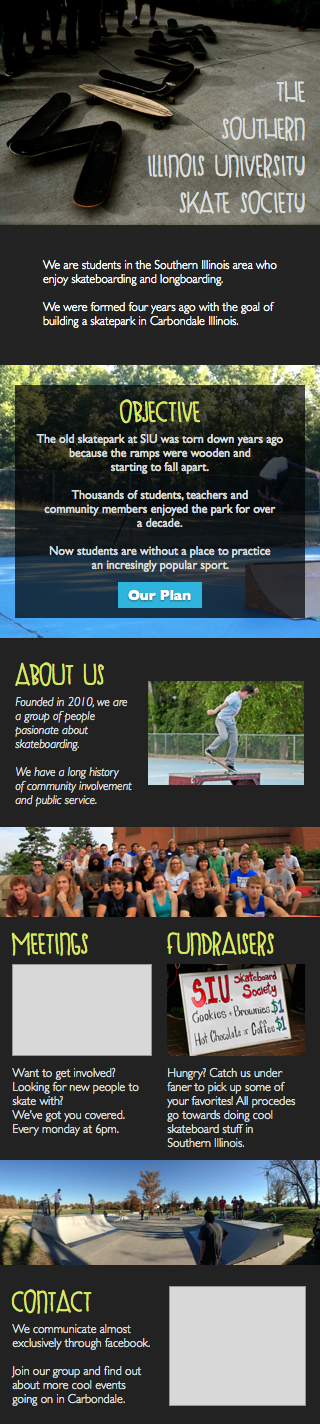 THE
SOUTHERN
ILLINOIS UNIVERSITY
SKATE SOCIETY
We are students in the Southern Illinois area who
enjoy skateboarding and longboarding.
We were formed four years ago with the goal of
building a skatepark in Carbondale Illinois.
OBJECTIVE
The old skatepark at SIU was torn down years ago
because the ramps were wooden and
starting to fall apart.
Thousands of students, teachers and
community members enjoyed the park for over
a decade.
Now students are without a place to practice
an incresingly popular sport.
Our Plan
ABOUT US
Founded in 2010, we are
a group of people
pasionate about
skateboarding.
We have a long history
of community involvement
and public service.
MEETINGS
Want to get involved?
Looking for new people to
skate with?
We've got you covered.
Every monday at 6pm.
FUNDRAISERS
S.I.U. Skateboard
Society
Cookies + Brownies $1
Hot Chocolate or Coffee $1
Hungry? Catch us under
faner to pick up some of
your favorites! All procedes
go towards doing cool
skateboard stuff in
Southern Illinois.
CONTACT
We communicate almost
exclusively through facebook.
Join our group and find out
about more cool events
going on in Carbondale.